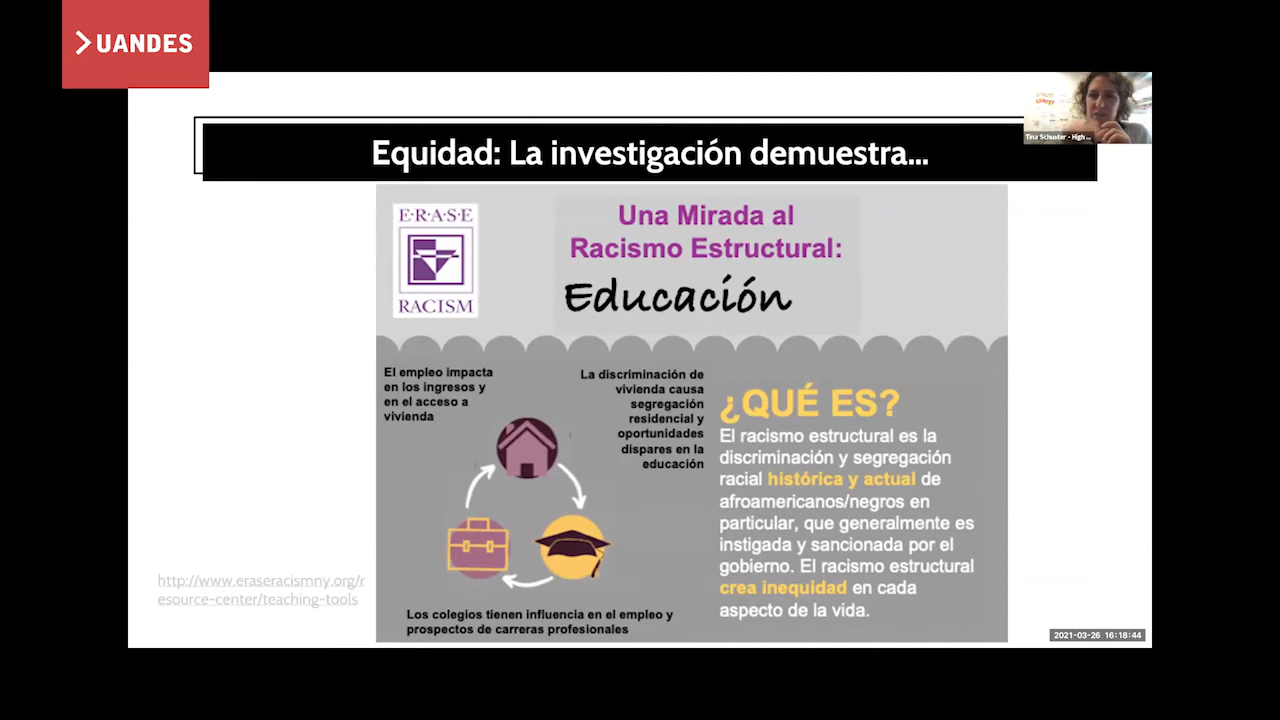 UANDES
Tina Schuster - High ...
Equidad: La investigación demuestra...
E·R·A·S·E
RACISM
Una Mirada al
Racismo Estructural:
Educación
El empleo impacta
en los ingresos y
en el acceso a
vivienda
La discriminación de
vivienda causa
segregación
residencial y
oportunidades
dispares en la
educación
¿QUÉ ES?
El racismo estructural es la
discriminación y segregación
racial histórica y actual de
afroamericanos/negros en
particular, que generalmente es
instigada y sancionada por el
gobierno. El racismo estructural
crea inequidad en cada
aspecto de la vida.
http://www.eraseracismny.org/r
esource-center/teaching-tools
Los colegios tienen influencia en el empleo y
prospectos de carreras profesionales
2021-03-26 16:18:44